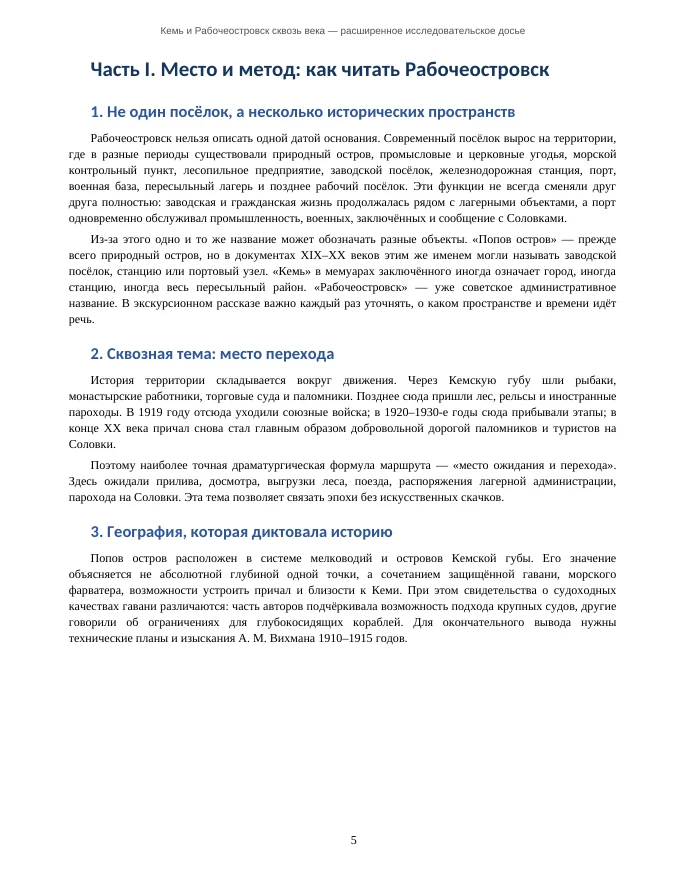 Кемь и Рабочеостровск сквозь века — расширенное исследовательское досье
Часть I. Место и метод: как читать Рабочеостровск
1. Не один посёлок, а несколько исторических пространств
Рабочеостровск нельзя описать одной датой основания. Современный посёлок вырос на территории,
где в разные периоды существовали природный остров, промысловые и церковные угодья, морской
контрольный пункт, лесопильное предприятие, заводской посёлок, железнодорожная станция, порт,
военная база, пересыльный лагерь и позднее рабочий посёлок. Эти функции не всегда сменяли друг
друга полностью: заводская и гражданская жизнь продолжалась рядом с лагерными объектами, а порт
одновременно обслуживал промышленность, военных, заключённых и сообщение с Соловками.
Из-за этого одно и то же название может обозначать разные объекты. «Попов остров» — прежде
всего природный остров, но в документах XIX–XX веков этим же именем могли называть заводской
посёлок, станцию или портовый узел. «Кемь» в мемуарах заключённого иногда означает город, иногда
станцию, иногда весь пересыльный район. «Рабочеостровск» — уже советское административное
название. В экскурсионном рассказе важно каждый раз уточнять, о каком пространстве и времени идёт
речь.
2. Сквозная тема: место перехода
История территории складывается вокруг движения. Через Кемскую губу шли рыбаки,
монастырские работники, торговые суда и паломники. Позднее сюда пришли лес, рельсы и иностранные
пароходы. В 1919 году отсюда уходили союзные войска; в 1920–1930-е годы сюда прибывали этапы; в
конце XX века причал снова стал главным образом добровольной дорогой паломников и туристов на
Соловки.
Поэтому наиболее точная драматургическая формула маршрута — «место ожидания и перехода».
Здесь ожидали прилива, досмотра, выгрузки леса, поезда, распоряжения лагерной администрации,
парохода на Соловки. Эта тема позволяет связать эпохи без искусственных скачков.
3. География, которая диктовала историю
Попов остров расположен в системе мелководий и островов Кемской губы. Его значение
объясняется не абсолютной глубиной одной точки, а сочетанием защищённой гавани, морского
фарватера, возможности устроить причал и близости к Кеми. При этом свидетельства о судоходных
качествах гавани различаются: часть авторов подчёркивала возможность подхода крупных судов, другие
говорили об ограничениях для глубокосидящих кораблей. Для окончательного вывода нужны
технические планы и изыскания А. М. Вихмана 1910–1915 годов.
5